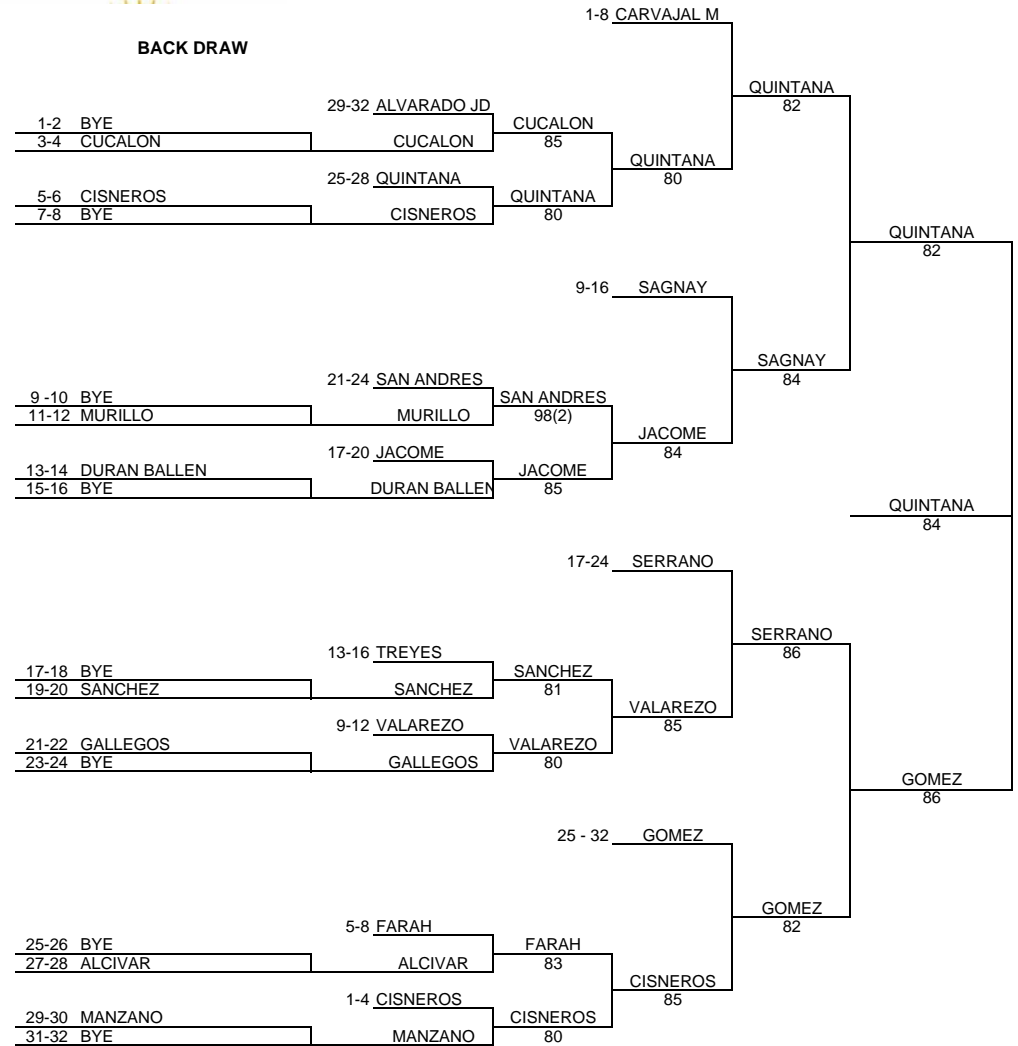 1-8 CARVAJAL M
BACK DRAW
QUINTANA
82
29-32 ALVARADO JD
1-2 BYE
CUCALON
3-4 CUCALON
CUCALON
85
QUINTANA
80
25-28 QUINTANA
5-6 CISNEROS
QUINTANA
7-8 BYE
CISNEROS
80
QUINTANA
82
9-16 SAGNAY
SAGNAY
84
21-24 SAN ANDRES
9 -10 BYE
SAN ANDRES
11-12 MURILLO
MURILLO
98(2)
JACOME
84
17-20 JACOME
13-14 DURAN BALLEN
JACOME
15-16 BYE
DURAN BALLEN
85
QUINTANA
84
17-24 SERRANO
SERRANO
86
13-16 TREYES
17-18 BYE
SANCHEZ
19-20 SANCHEZ
SANCHEZ
81
VALAREZO
85
9-12 VALAREZO
21-22 GALLEGOS
VALAREZO
23-24 BYE
GALLEGOS
80
GOMEZ
86
25 - 32 GOMEZ
GOMEZ
82
5-8 FARAH
25-26 BYE
FARAH
27-28 ALCIVAR
ALCIVAR
83
CISNEROS
85
1-4 CISNEROS
29-30 MANZANO
CISNEROS
31-32 BYE
MANZANO
80